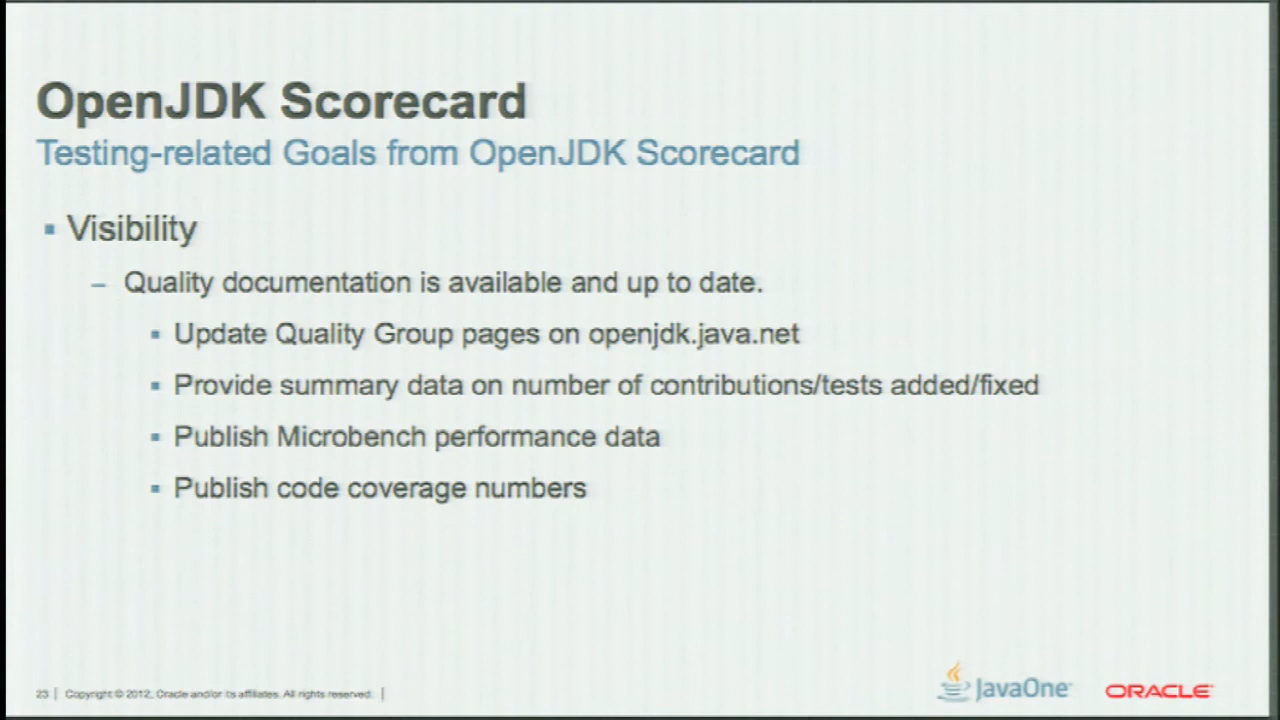 OpenJDK Scorecard
Testing-related Goals from OpenJDK Scorecard
▪ Visibility
– Quality documentation is available and up to date.
▪ Update Quality Group pages on openjdk.java.net
▪ Provide summary data on number of contributions/tests added/fixed
▪ Publish Microbench performance data
▪ Publish code coverage numbers
23 | Copyright © 2012, Oracle and/or its affiliates. All rights reserved. |
JavaOne
ORACLE